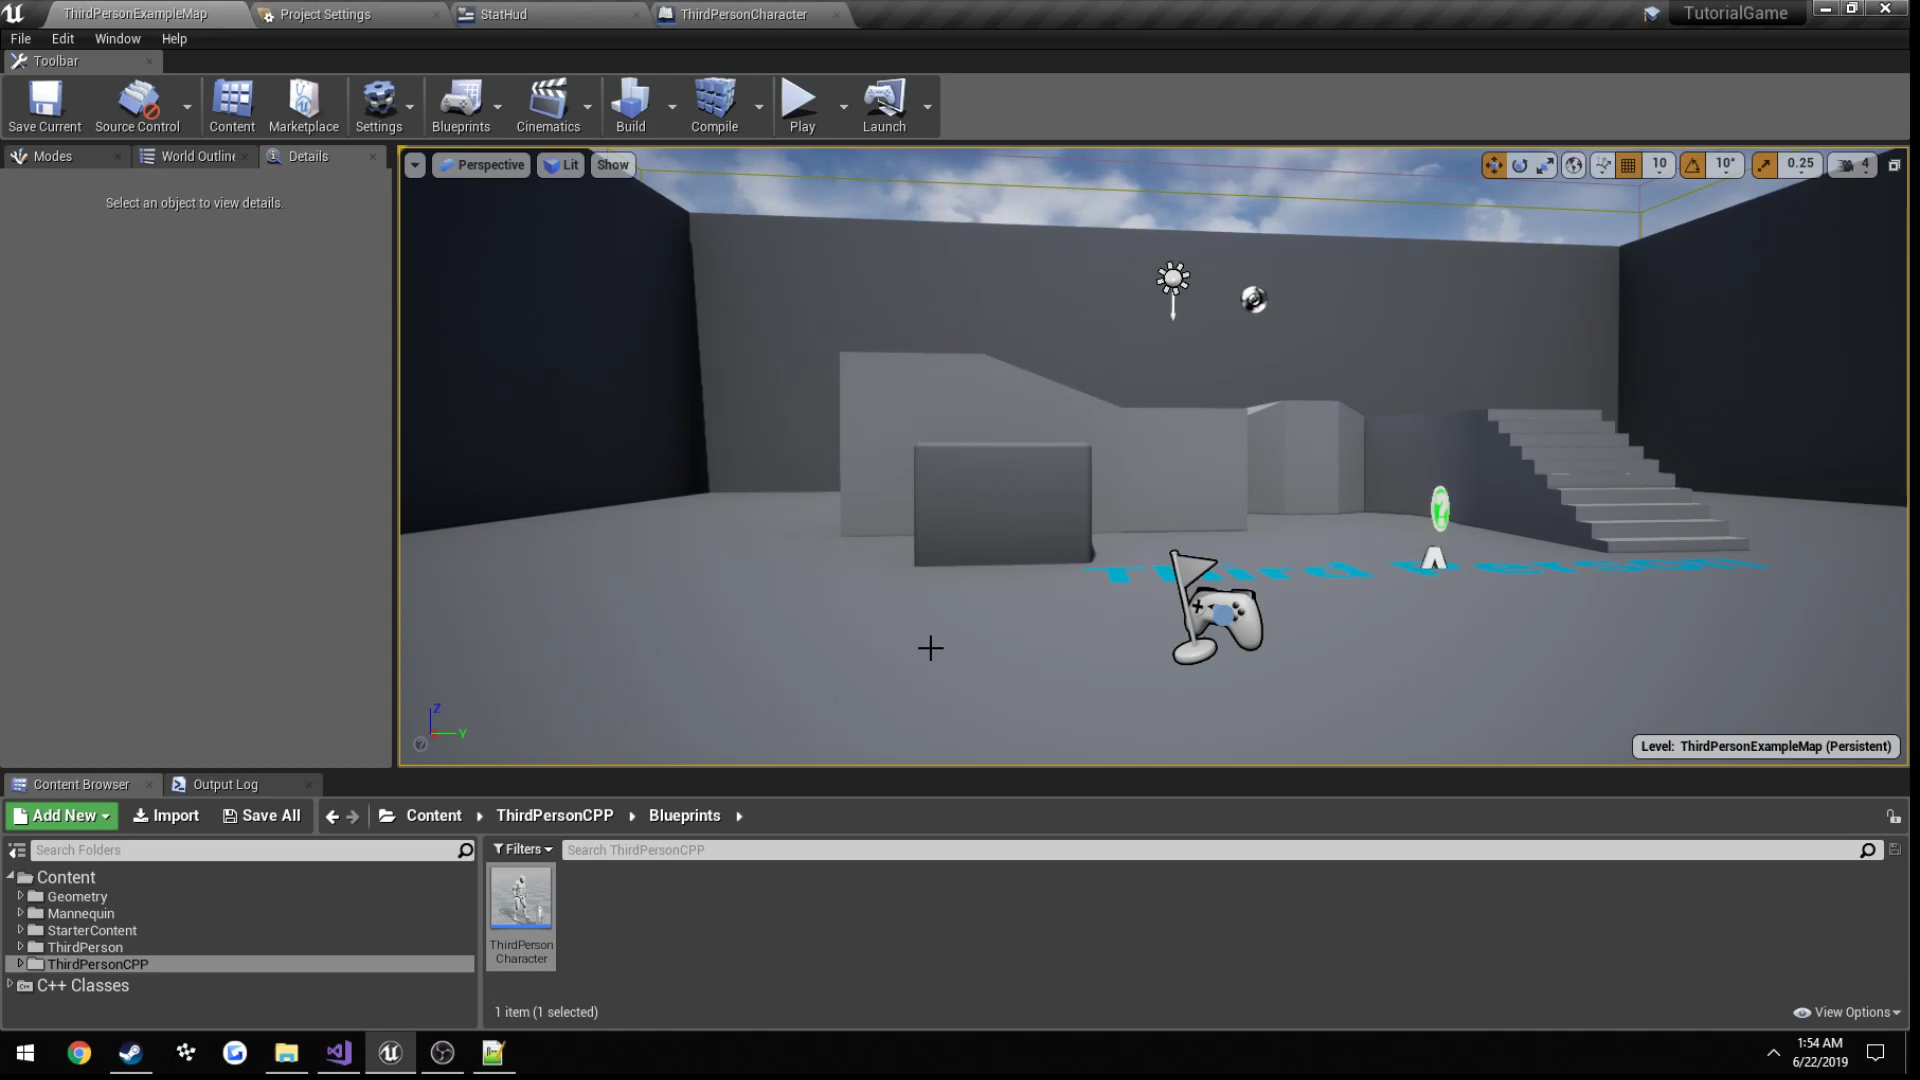 ThirdPersonExampleMap
Project Settings
StatHud
ThirdPersonCharacter
TutorialGame
File Edit Window Help
Toolbar
Save Current
Source Control
Content
Marketplace
Settings
Blueprints
Cinematics
Build
Compile
Play
Launch
Modes
World Outline
Details
Select an object to view details.
Perspective
Lit
Show
10
10°
0.25
4
Third Person
Z
Y
Level: ThirdPersonExampleMap (Persistent)
Content Browser
Output Log
Add New
Import
Save All
Content
ThirdPersonCPP
Blueprints
Search Folders
Filters
Search ThirdPersonCPP
Content
Geometry
Mannequin
StarterContent
ThirdPerson
ThirdPersonCPP
C++ Classes
ThirdPerson
Character
1 item (1 selected)
View Options
1:54 AM
6/22/2019